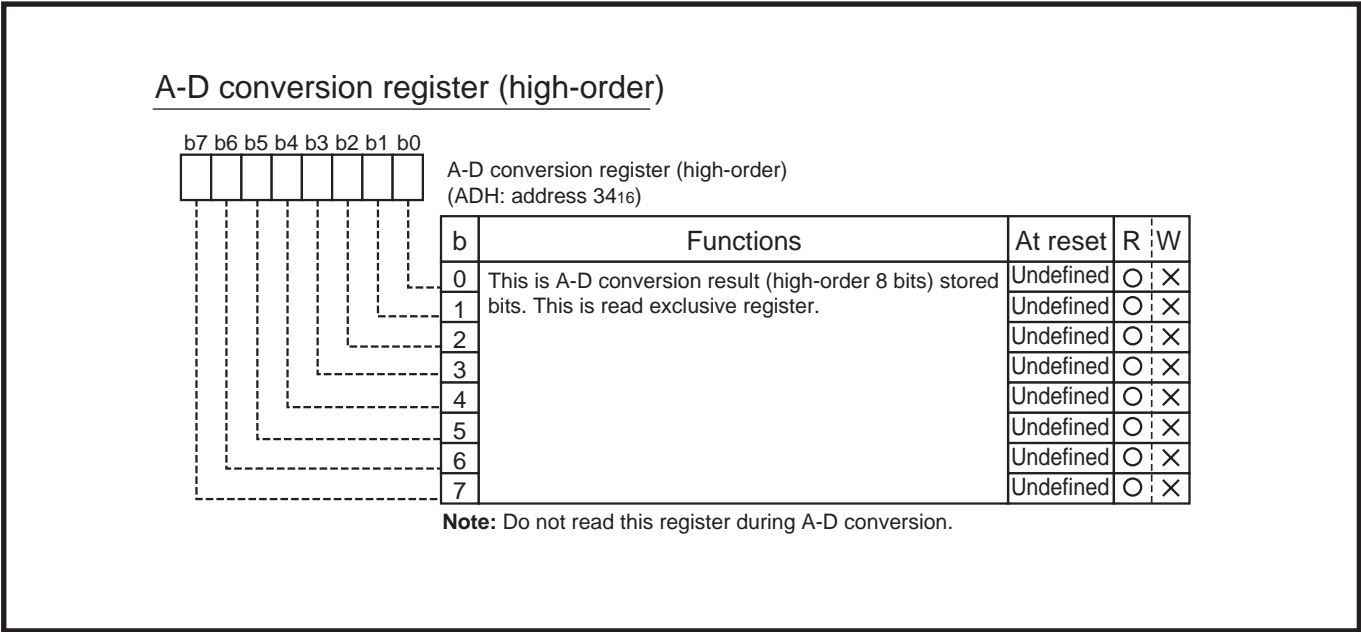 A-D conversion register (high-order)
b7 b6 b5 b4 b3 b2 b1 b0
A-D conversion register (high-order)
(ADH: address 3416)
b Functions At reset R W
0 This is A-D conversion result (high-order 8 bits) stored Undefined O X
1 bits. This is read exclusive register. Undefined O X
2 Undefined O X
3 Undefined O X
4 Undefined O X
5 Undefined O X
6 Undefined O X
7 Undefined O X
Note: Do not read this register during A-D conversion.